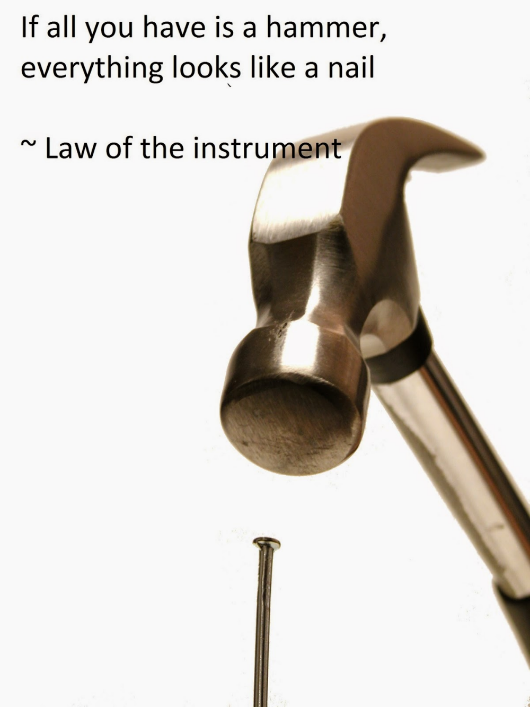 If all you have is a hammer,
everything looks like a nail
~ Law of the instrument